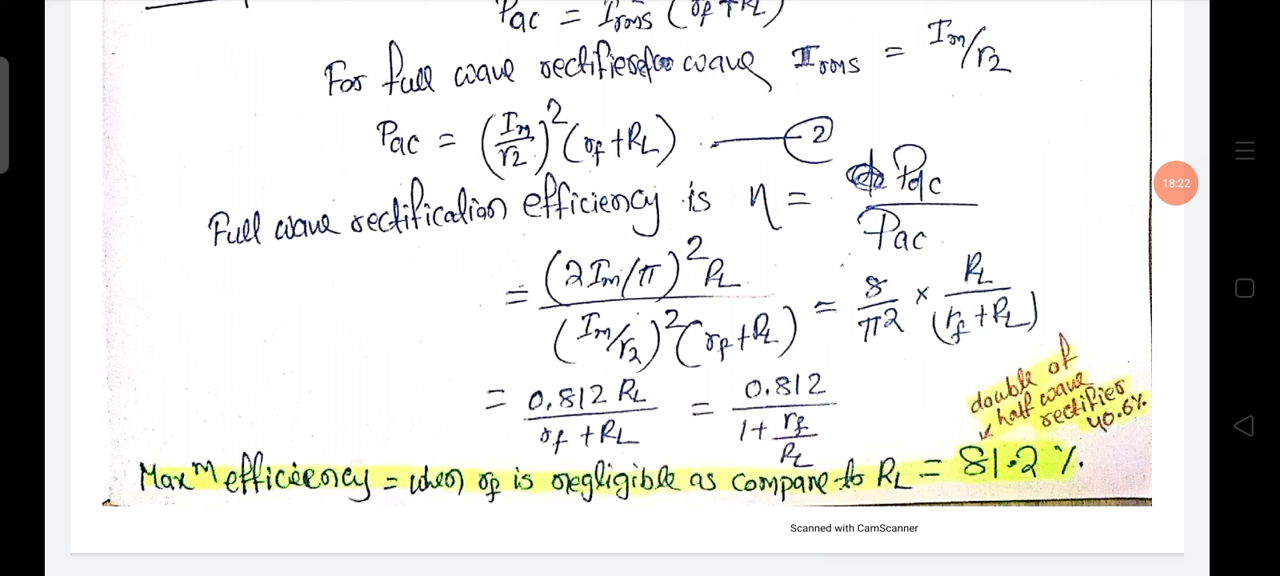 Pac = Irms (rf + RL)
For full wave rectified wave, Irms = Im/√2
Pac = (Im/√2)² (rf + RL) —— 2
Full wave rectification efficiency is η = Pdc/Pac
= (2Im/π)² RL / (Im/√2)² (rf + RL) = 8/π2 × RL/(rf + RL)
= 0.812 RL / rf + RL = 0.812 / 1 + rf/RL
double of
half wave
rectifier
40.6%.
Max^m efficiency = when rf is negligible as compare to RL = 81.2 %.
Scanned with CamScanner
18:22